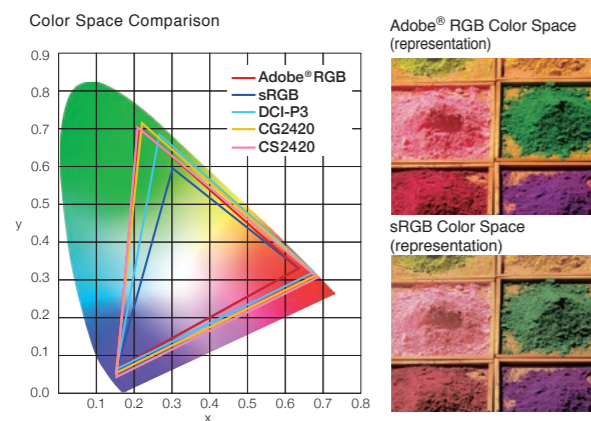 Color Space Comparison
0.9
0.8
0.7
0.6
0.5
0.4
0.3
0.2
0.1
0.0
y
0.1 0.2 0.3 0.4 0.5 0.6 0.7 0.8
x
Adobe® RGB
sRGB
DCI-P3
CG2420
CS2420
Adobe® RGB Color Space
(representation)
sRGB Color Space
(representation)